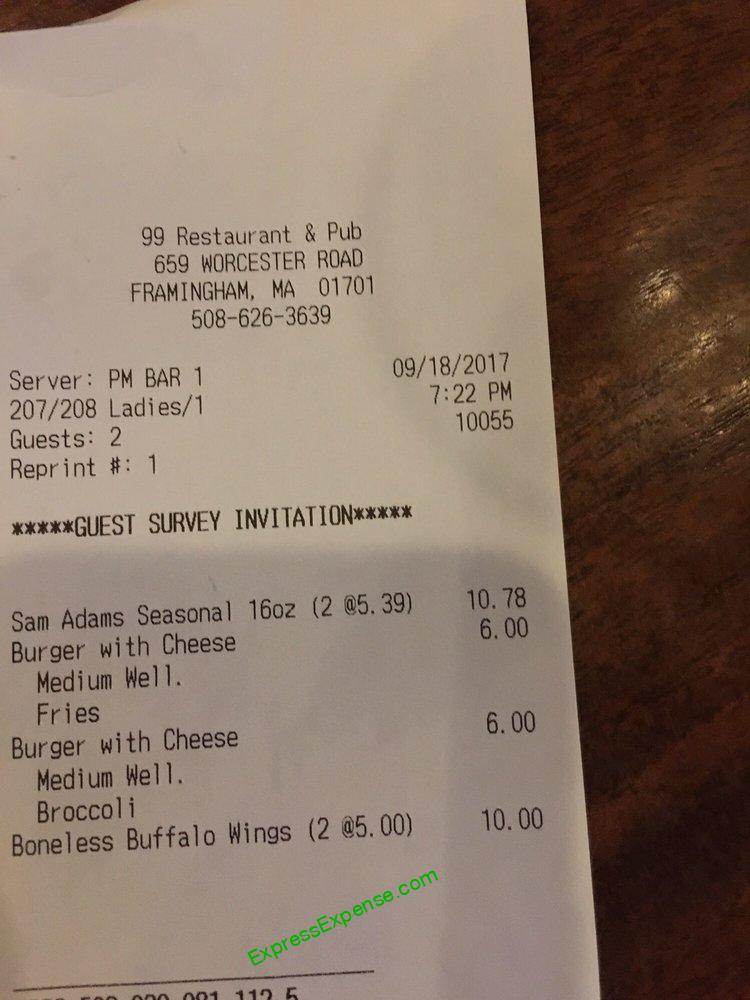 99 Restaurant & Pub
659 WORCESTER ROAD
FRAMINGHAM, MA 01701
508-626-3639
Server: PM BAR 1 09/18/2017
207/208 Ladies/1 7:22 PM
Guests: 2 10055
Reprint #: 1
*****GUEST SURVEY INVITATION*****
Sam Adams Seasonal 16oz (2 @5.39) 10.78
Burger with Cheese 6.00
Medium Well.
Fries
Burger with Cheese 6.00
Medium Well.
Broccoli
Boneless Buffalo Wings (2 @5.00) 10.00
ExpressExpense.com